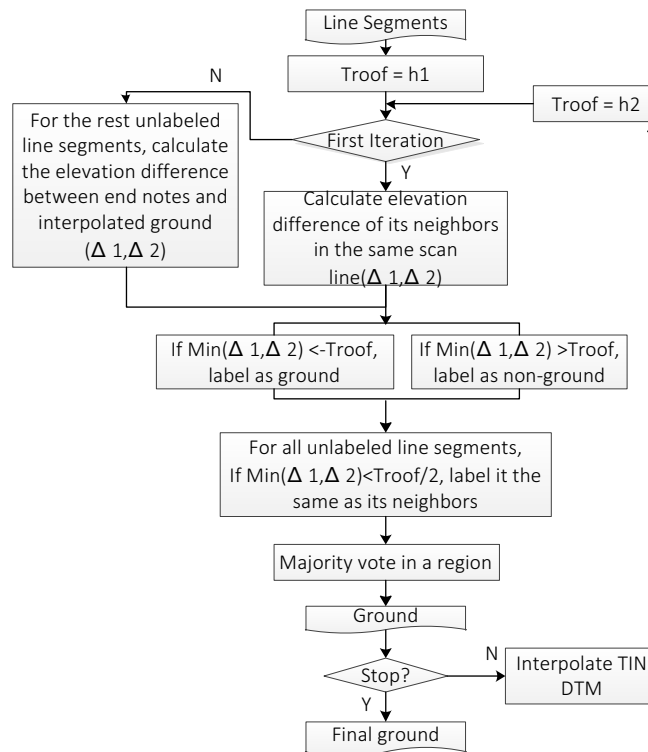 Line Segments
Troof = h1
N
Troof = h2
For the rest unlabeled
line segments, calculate
the elevation difference
between end notes and
interpolated ground
(Δ 1,Δ 2)
First Iteration
Y
Calculate elevation
difference of its neighbors
in the same scan
line(Δ 1,Δ 2)
If Min(Δ 1,Δ 2) <-Troof,
label as ground
If Min(Δ 1,Δ 2) >Troof,
label as non-ground
For all unlabeled line segments,
If Min(Δ 1,Δ 2)<Troof/2, label it the
same as its neighbors
Majority vote in a region
Ground
Stop?
N
Interpolate TIN
DTM
Y
Final ground